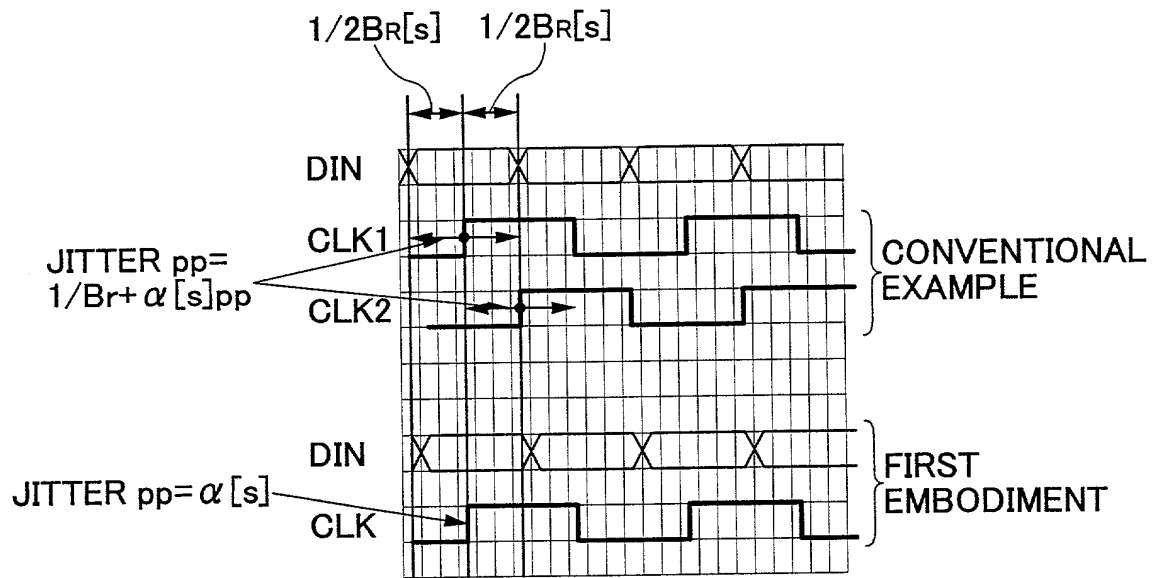 1/2BR[s] 1/2BR[s]
DIN
CLK1
JITTER pp=
1/Br+α[s]pp
CLK2
CONVENTIONAL
EXAMPLE
DIN
JITTER pp=α[s]
CLK
FIRST
EMBODIMENT